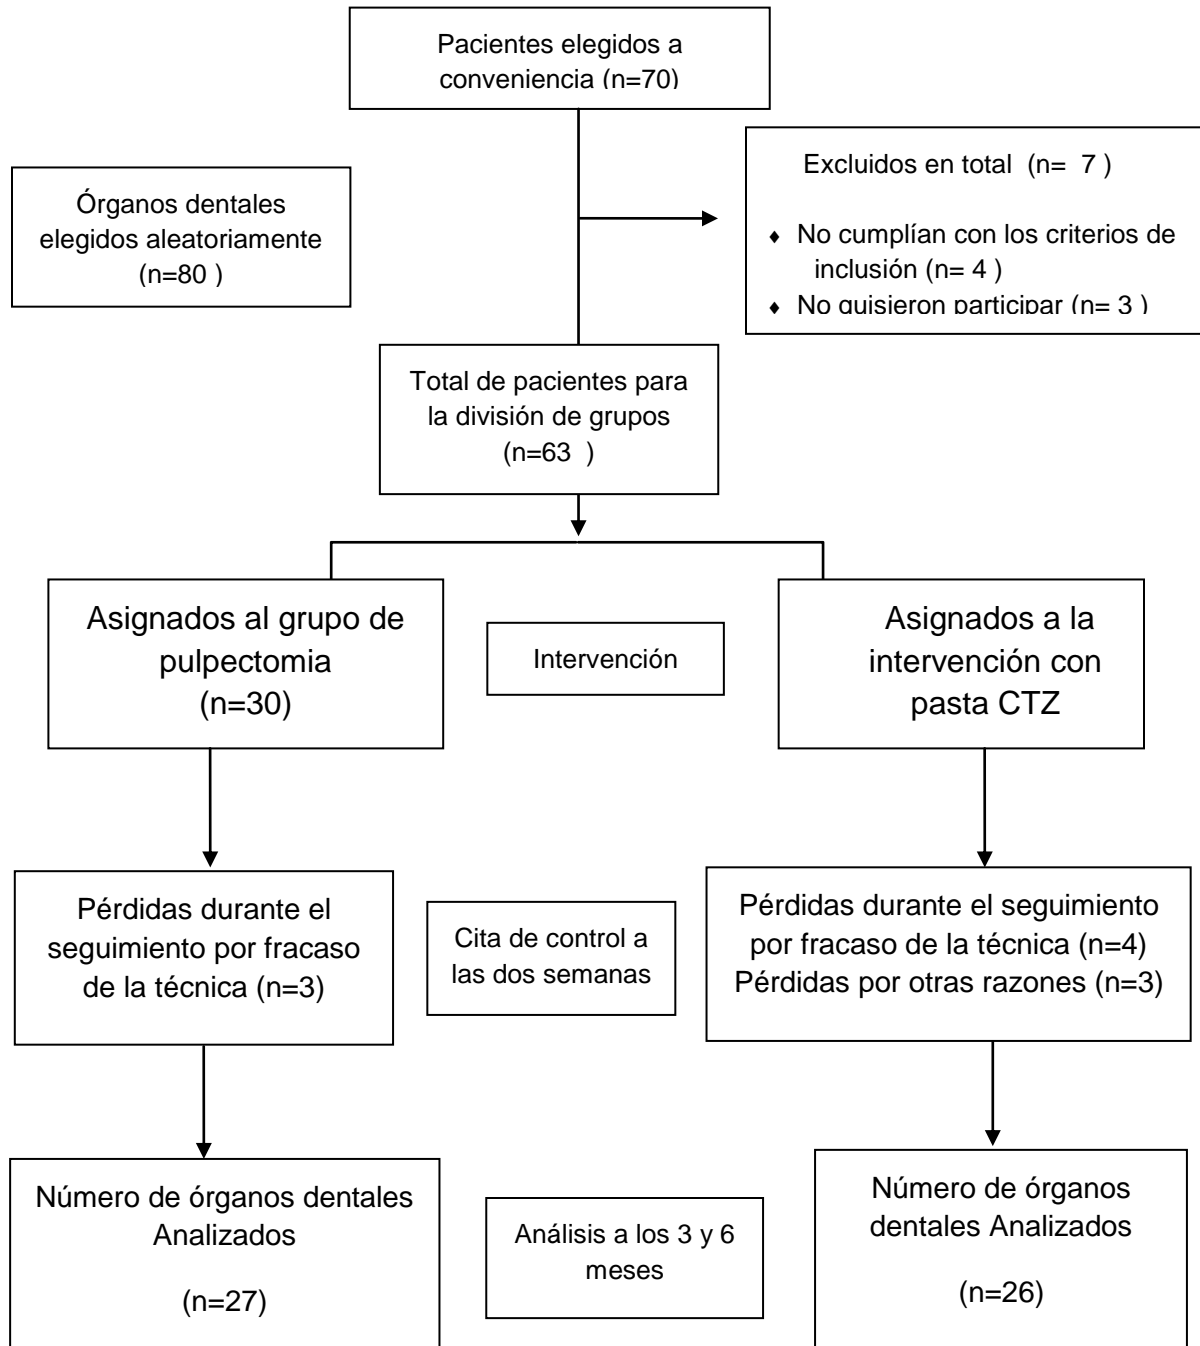 Pacientes elegidos a
conveniencia (n=70)
Excluidos en total (n= 7 )
♦ No cumplían con los criterios de
inclusión (n= 4 )
♦ No quisieron participar (n= 3 )
Órganos dentales
elegidos aleatoriamente
(n=80 )
Total de pacientes para
la división de grupos
(n=63 )
Asignados al grupo de
pulpectomia
(n=30)
Intervención
Asignados a la
intervención con
pasta CTZ
Pérdidas durante el
seguimiento por fracaso
de la técnica (n=3)
Cita de control a
las dos semanas
Pérdidas durante el seguimiento
por fracaso de la técnica (n=4)
Pérdidas por otras razones (n=3)
Número de órganos dentales
Analizados
(n=27)
Análisis a los 3 y 6
meses
Número de órganos
dentales Analizados
(n=26)